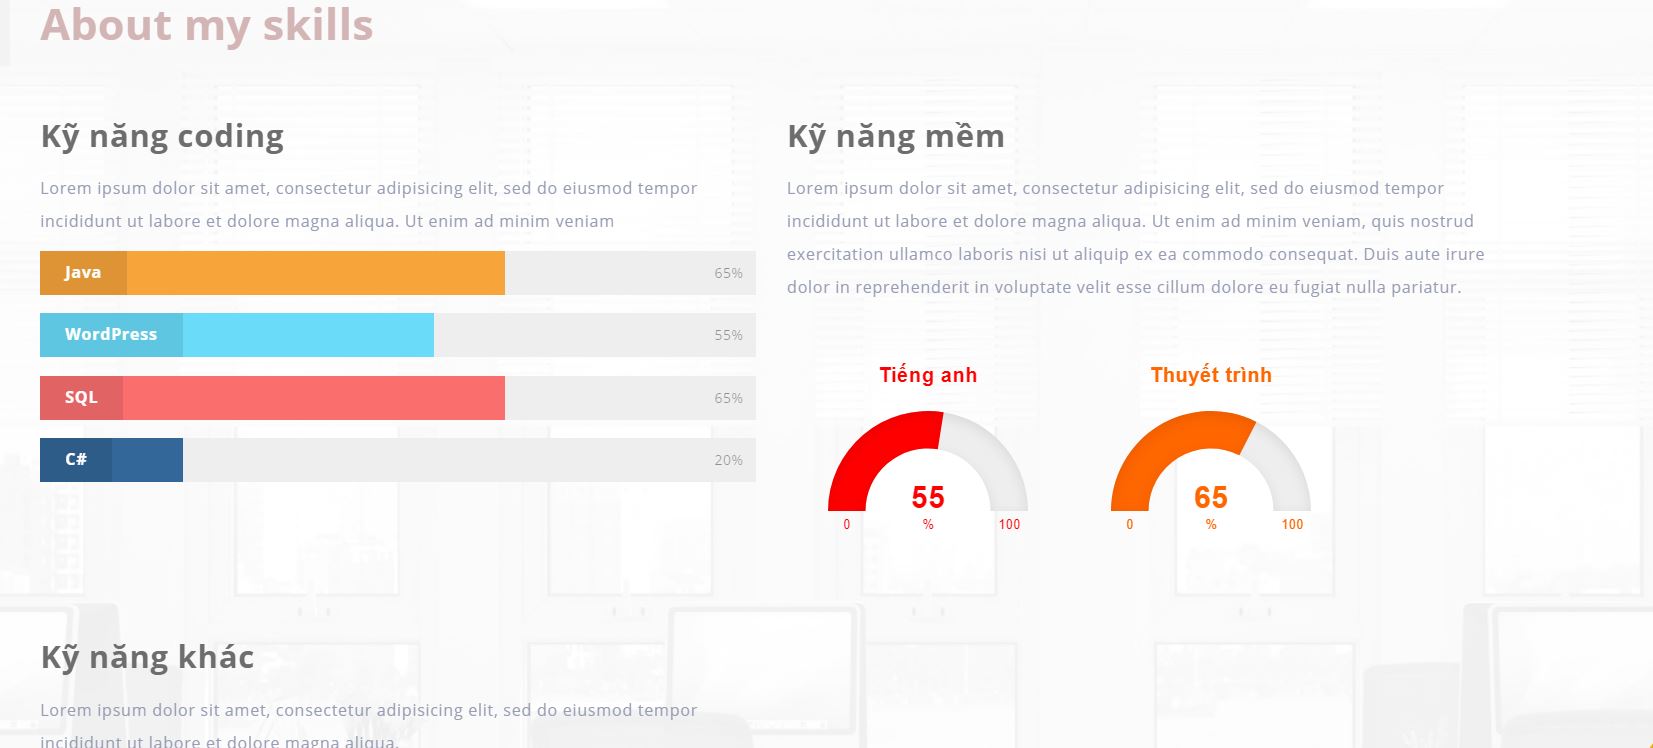 About my skills
Kỹ năng coding
Lorem ipsum dolor sit amet, consectetur adipisicing elit, sed do eiusmod tempor
incididunt ut labore et dolore magna aliqua. Ut enim ad minim veniam
Java 65%
WordPress 55%
SQL 65%
C# 20%
Kỹ năng mềm
Lorem ipsum dolor sit amet, consectetur adipisicing elit, sed do eiusmod tempor
incididunt ut labore et dolore magna aliqua. Ut enim ad minim veniam, quis nostrud
exercitation ullamco laboris nisi ut aliquip ex ea commodo consequat. Duis aute irure
dolor in reprehenderit in voluptate velit esse cillum dolore eu fugiat nulla pariatur.
Tiếng anh
55
0 % 100
Thuyết trình
65
0 % 100
Kỹ năng khác
Lorem ipsum dolor sit amet, consectetur adipisicing elit, sed do eiusmod tempor
incididunt ut labore et dolore magna aliqua.